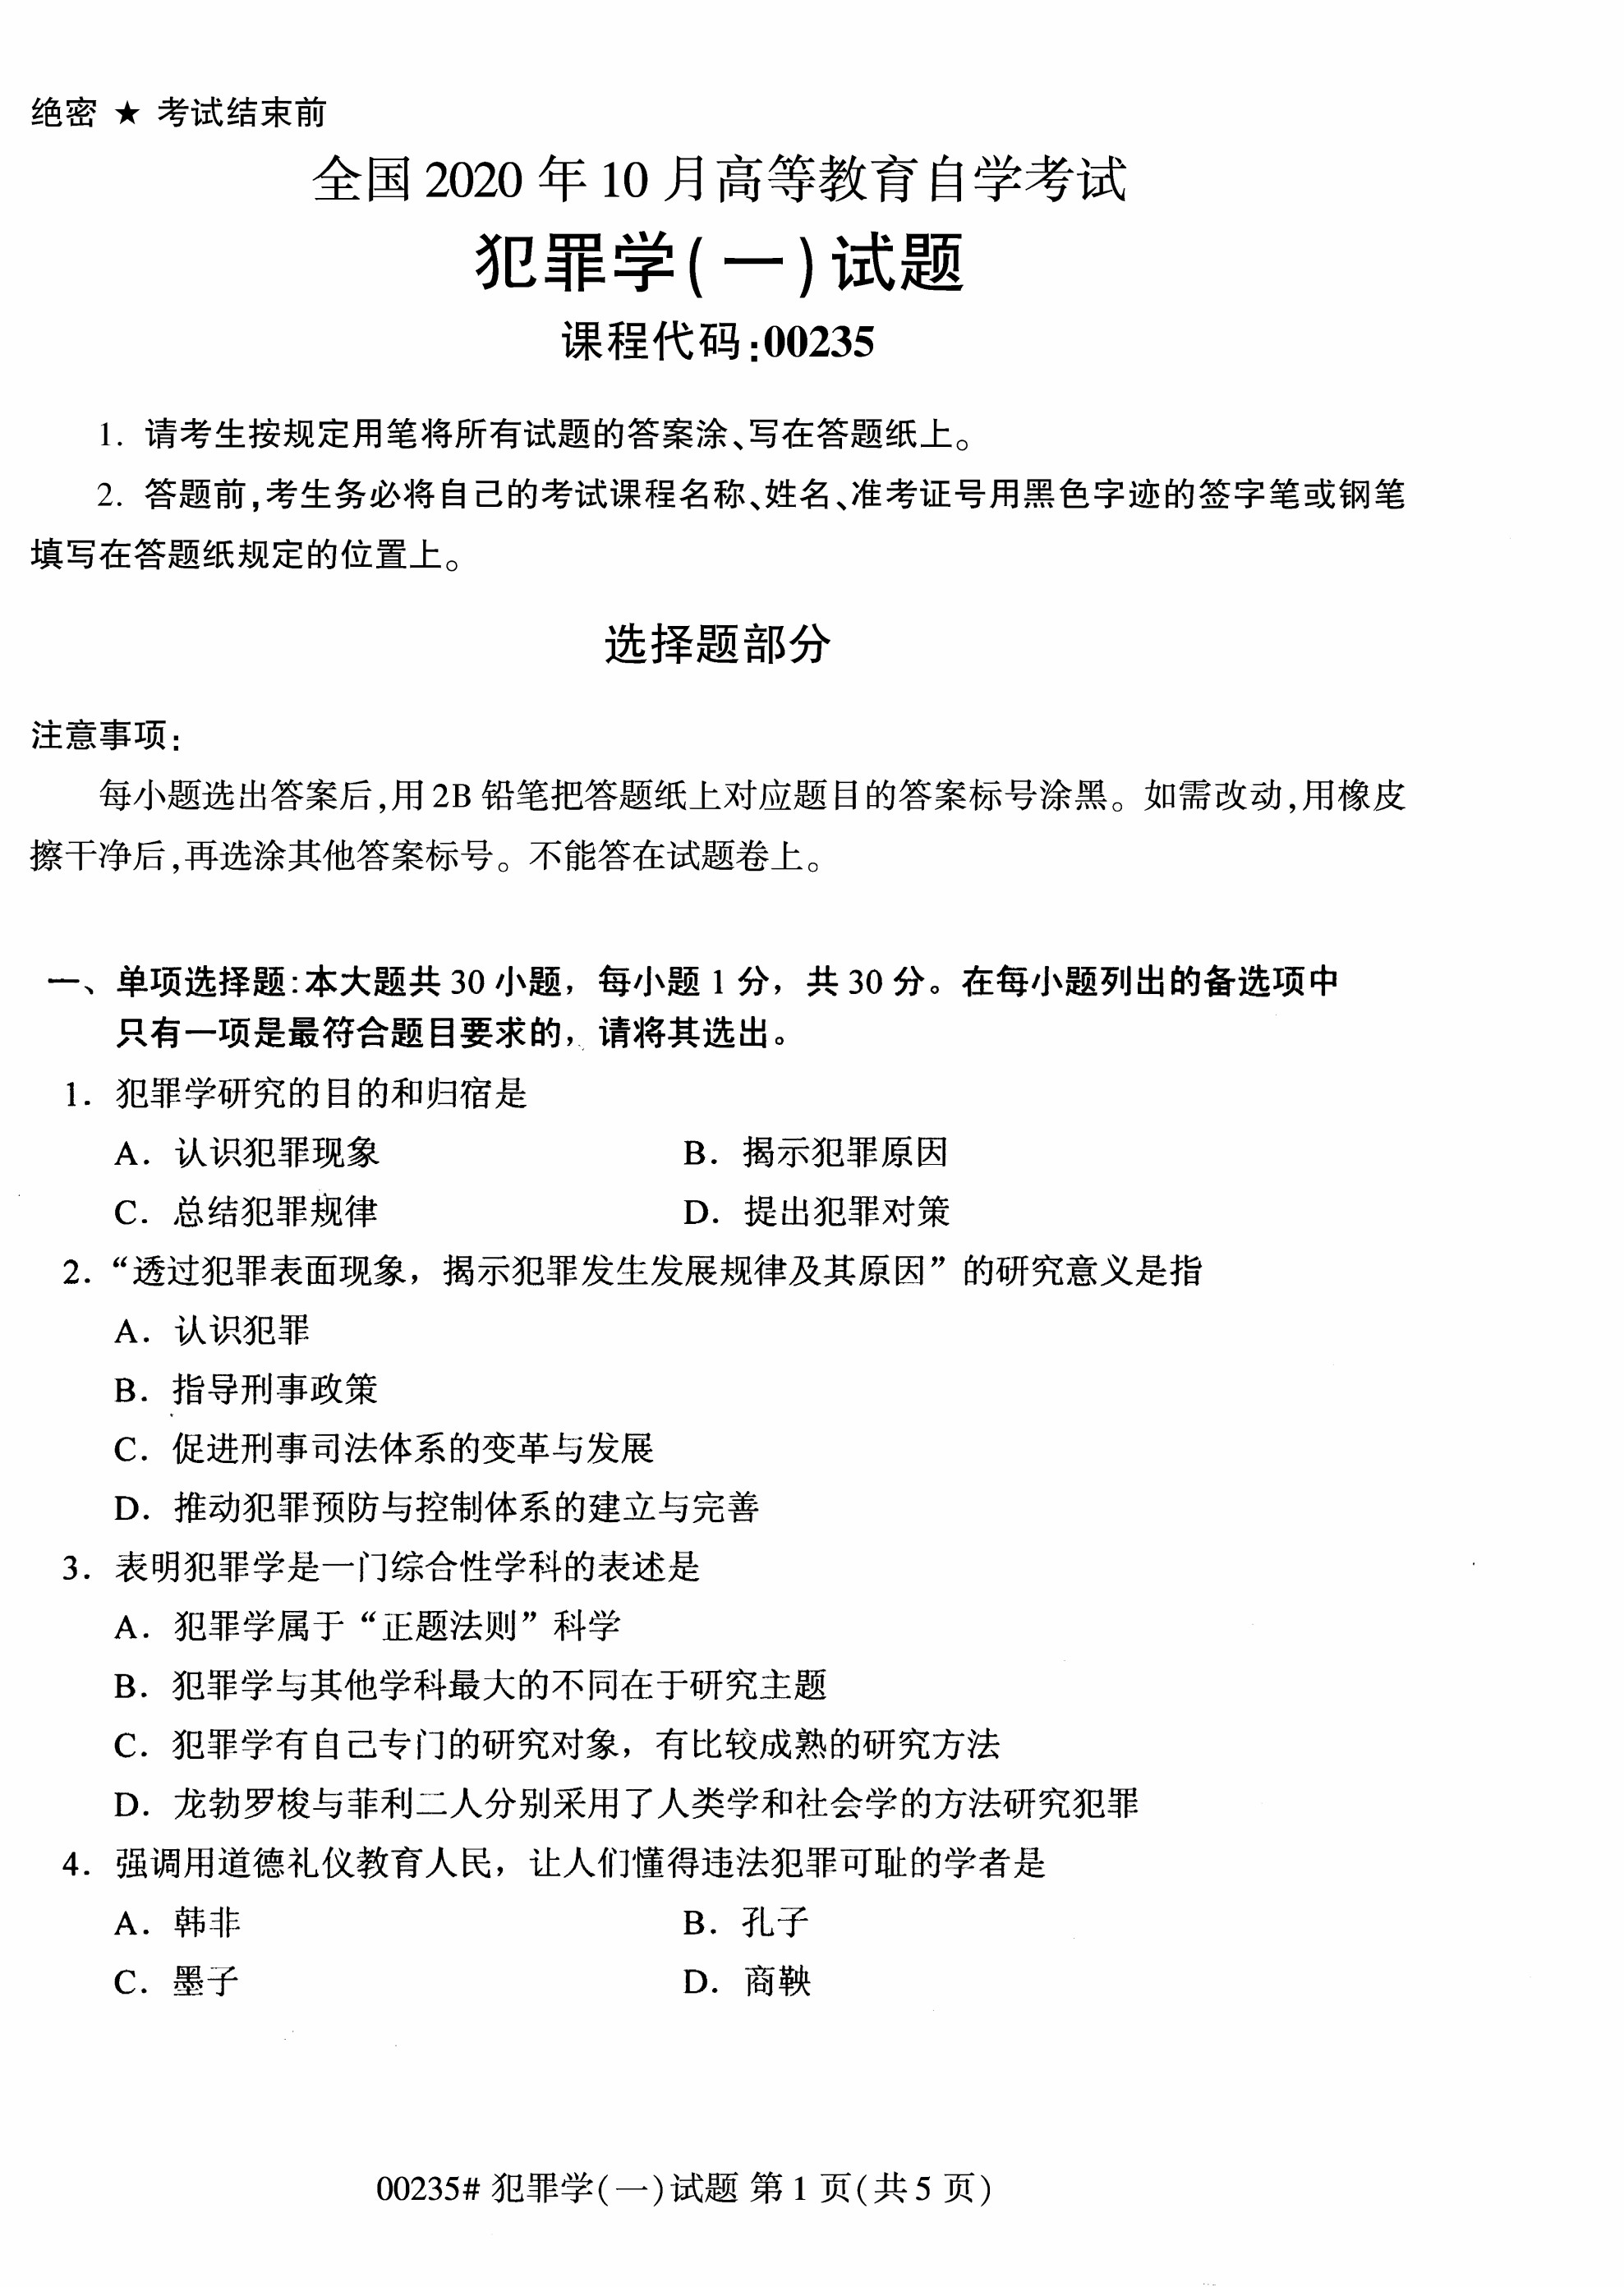 绝密 ★ 考试结束前
全国 2020 年 10 月高等教育自学考试
犯罪学(一)试题
课程代码:00235
1. 请考生按规定用笔将所有试题的答案涂、写在答题纸上。
2. 答题前,考生务必将自己的考试课程名称、姓名、准考证号用黑色字迹的签字笔或钢笔
填写在答题纸规定的位置上。
选择题部分
注意事项:
每小题选出答案后,用 2B 铅笔把答题纸上对应题目的答案标号涂黑。如需改动,用橡皮
擦干净后,再选涂其他答案标号。不能答在试题卷上。
一、单项选择题:本大题共 30 小题，每小题 1 分，共 30 分。在每小题列出的备选项中
只有一项是最符合题目要求的，请将其选出。
1. 犯罪学研究的目的和归宿是
A. 认识犯罪现象 B. 揭示犯罪原因
C. 总结犯罪规律 D. 提出犯罪对策
2. “透过犯罪表面现象，揭示犯罪发生发展规律及其原因”的研究意义是指
A. 认识犯罪
B. 指导刑事政策
C. 促进刑事司法体系的变革与发展
D. 推动犯罪预防与控制体系的建立与完善
3. 表明犯罪学是一门综合性学科的表述是
A. 犯罪学属于“正题法则”科学
B. 犯罪学与其他学科最大的不同在于研究主题
C. 犯罪学有自己专门的研究对象，有比较成熟的研究方法
D. 龙勃罗梭与菲利二人分别采用了人类学和社会学的方法研究犯罪
4. 强调用道德礼仪教育人民，让人们懂得违法犯罪可耻的学者是
A. 韩非 B. 孔子
C. 墨子 D. 商鞅
00235# 犯罪学(一)试题 第 1 页(共 5 页)